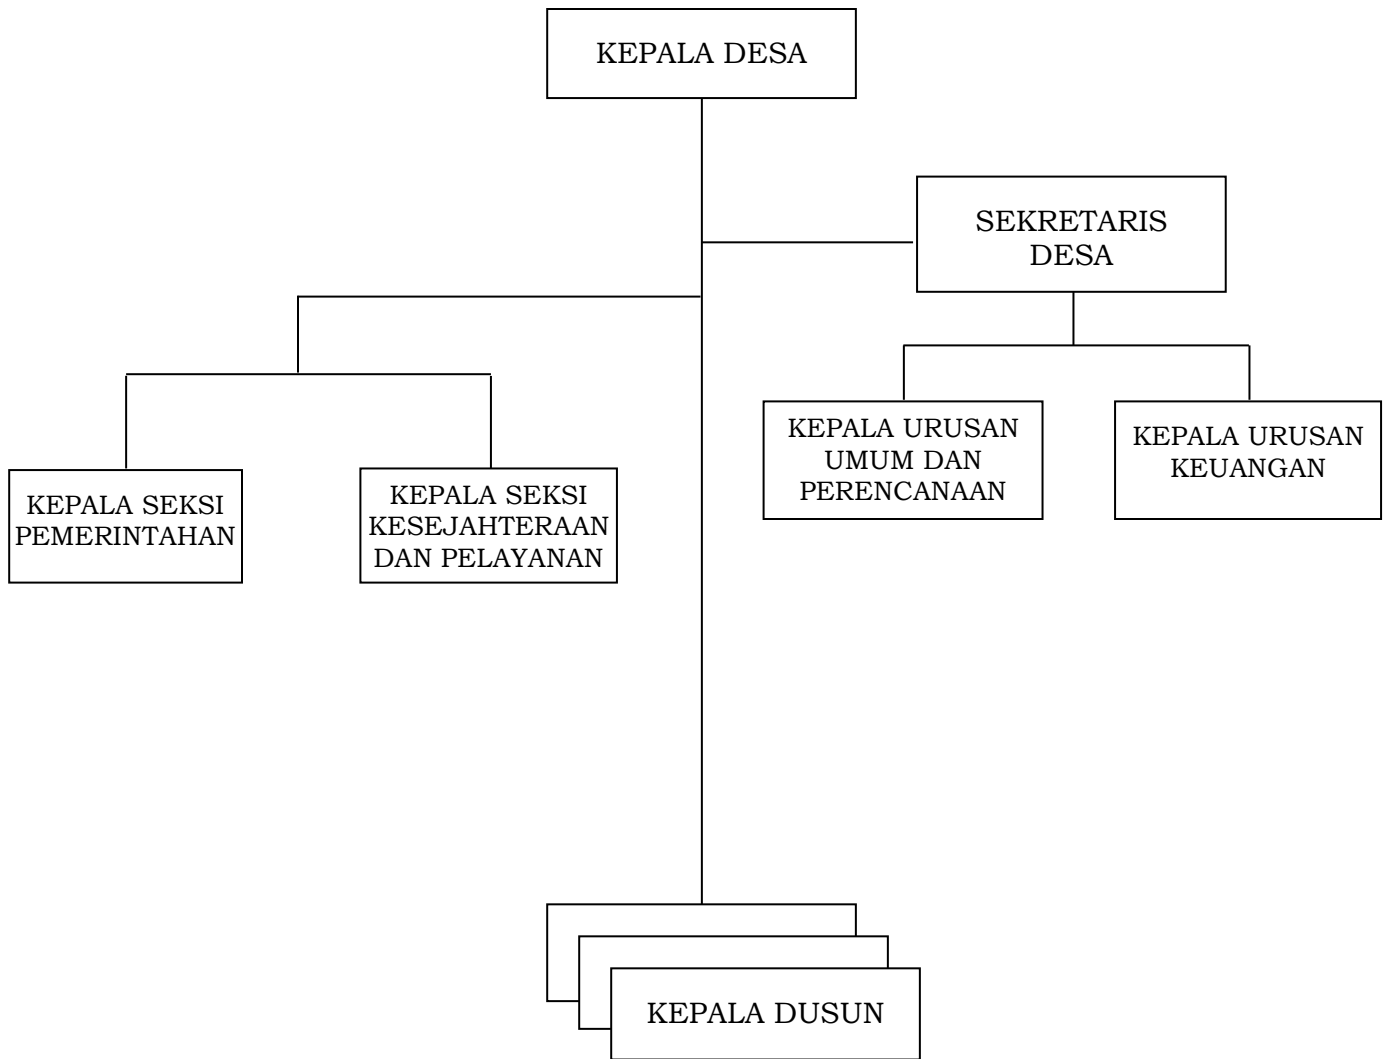 KEPALA DESA
SEKRETARIS
DESA
KEPALA URUSAN
UMUM DAN
PERENCANAAN
KEPALA URUSAN
KEUANGAN
KEPALA SEKSI
PEMERINTAHAN
KEPALA SEKSI
KESEJAHTERAAN
DAN PELAYANAN
KEPALA DUSUN